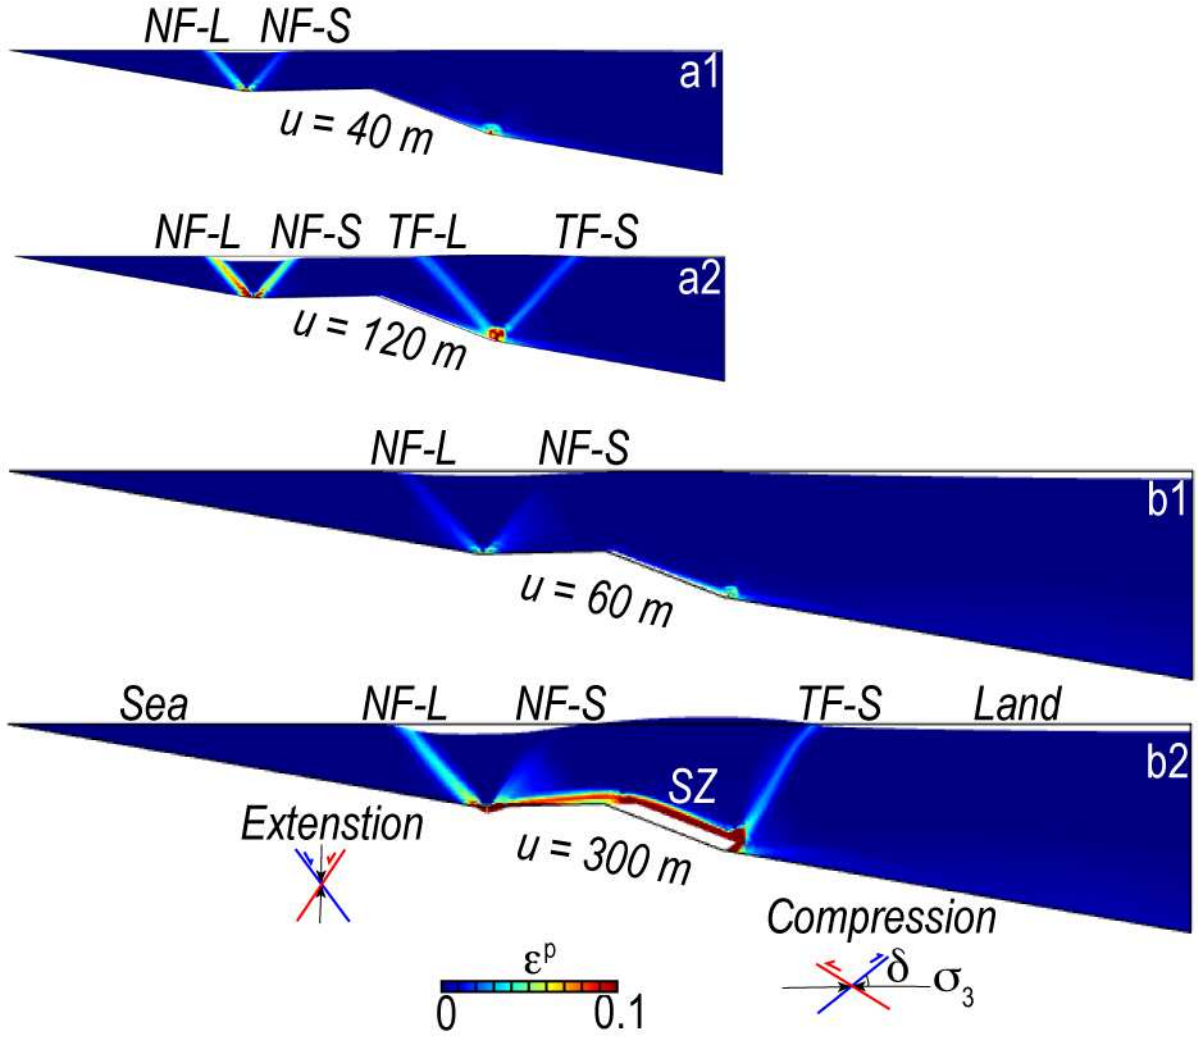 NF-L NF-S
a1
u = 40 m
NF-L NF-S TF-L TF-S
a2
u = 120 m
NF-L NF-S
b1
u = 60 m
Sea NF-L NF-S TF-S Land
b2
SZ
Extenstion
u = 300 m
Compression
εᵖ
δ σ₃
0 0.1